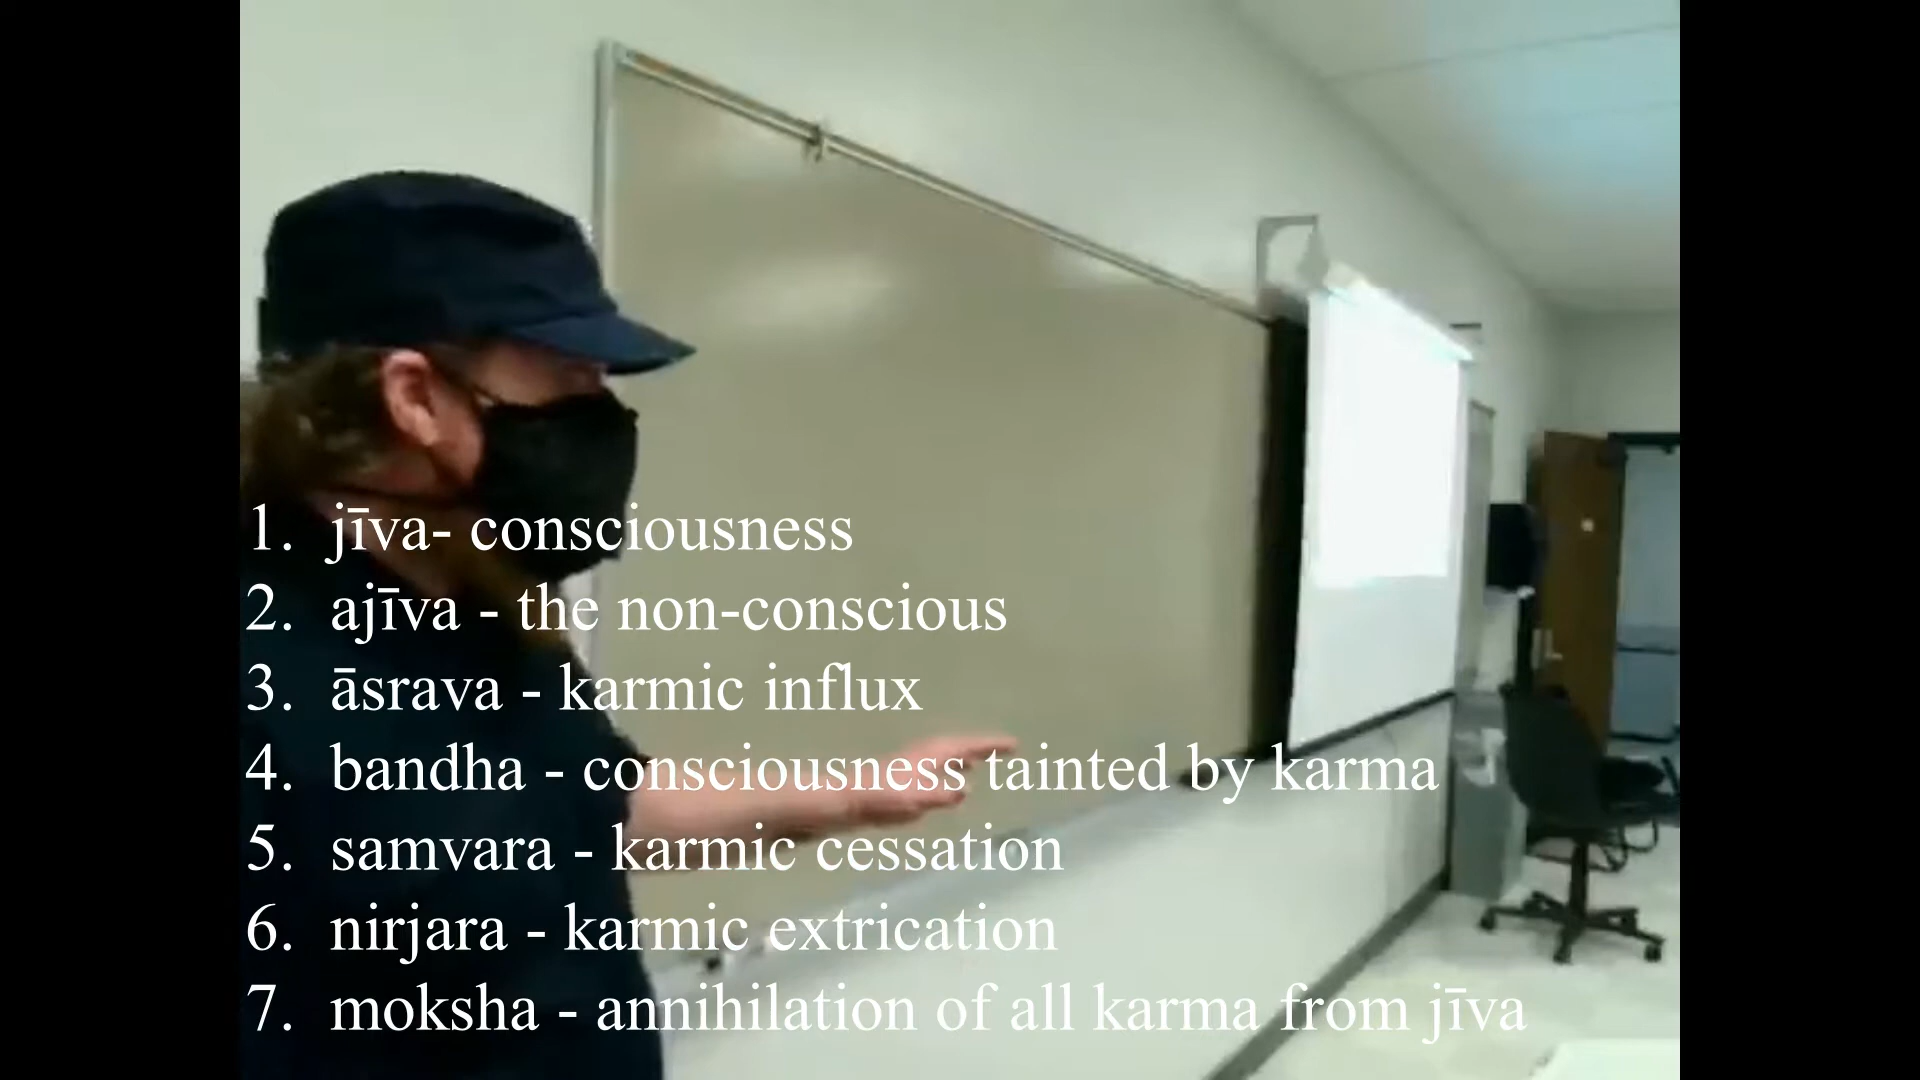 1. jīva- consciousness
2. ajīva - the non-conscious
3. āsrava - karmic influx
4. bandha - consciousness tainted by karma
5. samvara - karmic cessation
6. nirjara - karmic extrication
7. moksha - annihilation of all karma from jīva